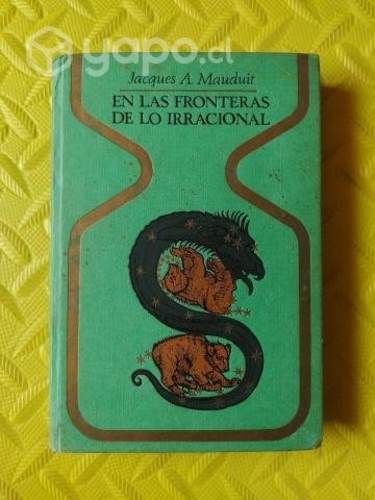 yapo.cl
Jacques A. Mauduit
EN LAS FRONTERAS
DE LO IRRACIONAL